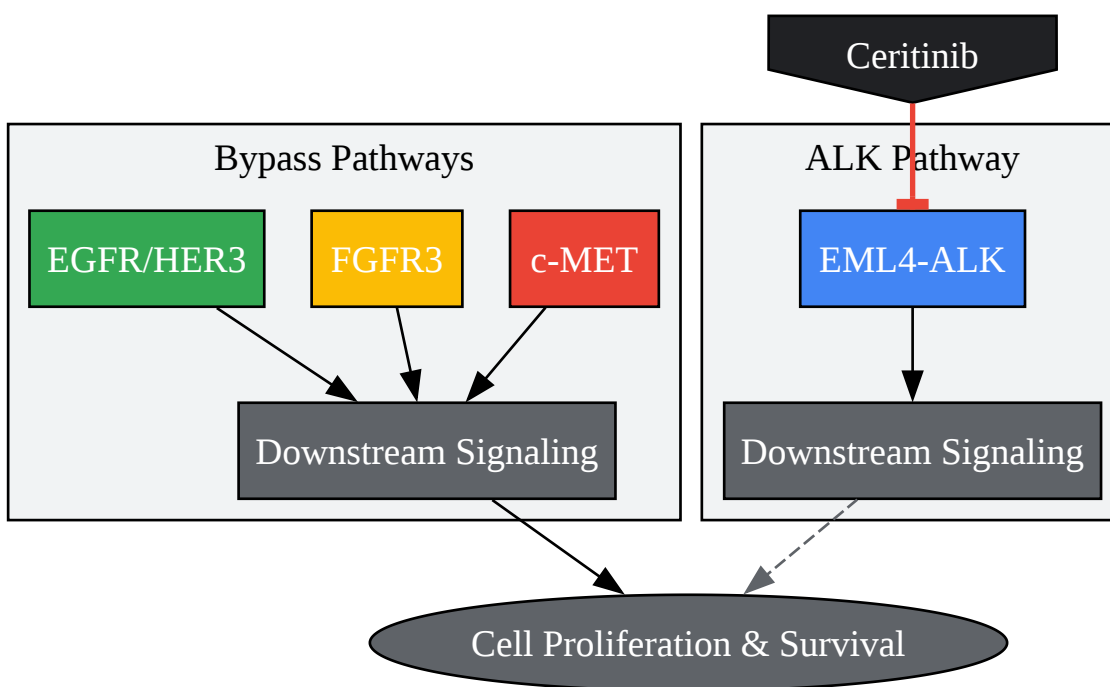 Ceritinib
Bypass Pathways
ALK Pathway
EGFR/HER3
FGFR3
c-MET
EML4-ALK
Downstream Signaling
Downstream Signaling
Cell Proliferation & Survival